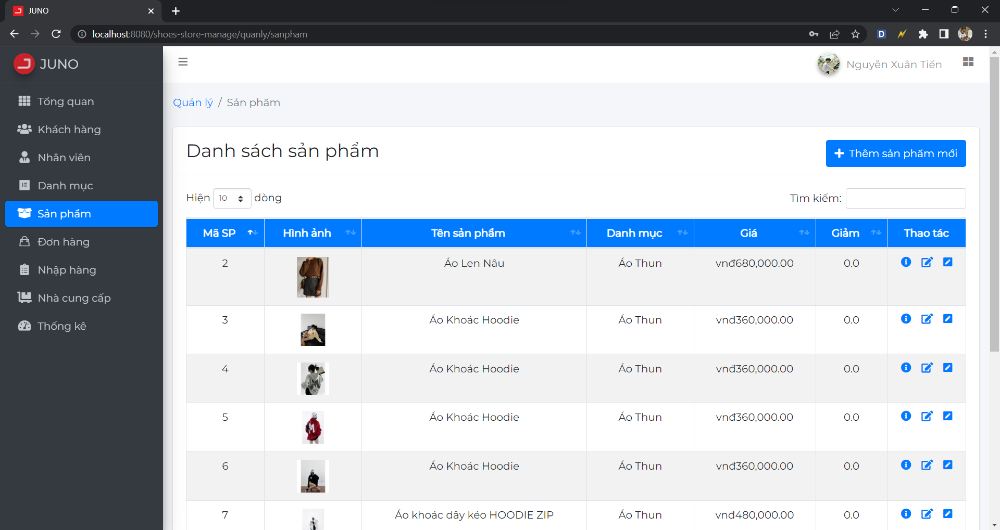 JUNO
localhost:8080/shoes-store-manage/quanly/sanpham
D
JUNO
Nguyễn Xuân Tiến
Tổng quan
Khách hàng
Nhân viên
Danh mục
Sản phẩm
Đơn hàng
Nhập hàng
Nhà cung cấp
Thống kê
Quản lý / Sản phẩm
Danh sách sản phẩm
Thêm sản phẩm mới
Hiện 10 dòng
Tìm kiếm:
Mã SP Hình ảnh Tên sản phẩm Danh mục Giá Giảm Thao tác
2 Áo Len Nâu Áo Thun vnđ680,000.00 0.0
3 Áo Khoác Hoodie Áo Thun vnđ360,000.00 0.0
4 Áo Khoác Hoodie Áo Thun vnđ360,000.00 0.0
5 Áo Khoác Hoodie Áo Thun vnđ360,000.00 0.0
6 Áo Khoác Hoodie Áo Thun vnđ360,000.00 0.0
7 Áo khoác dây kéo HOODIE ZIP Áo Thun vnđ480,000.00 0.0